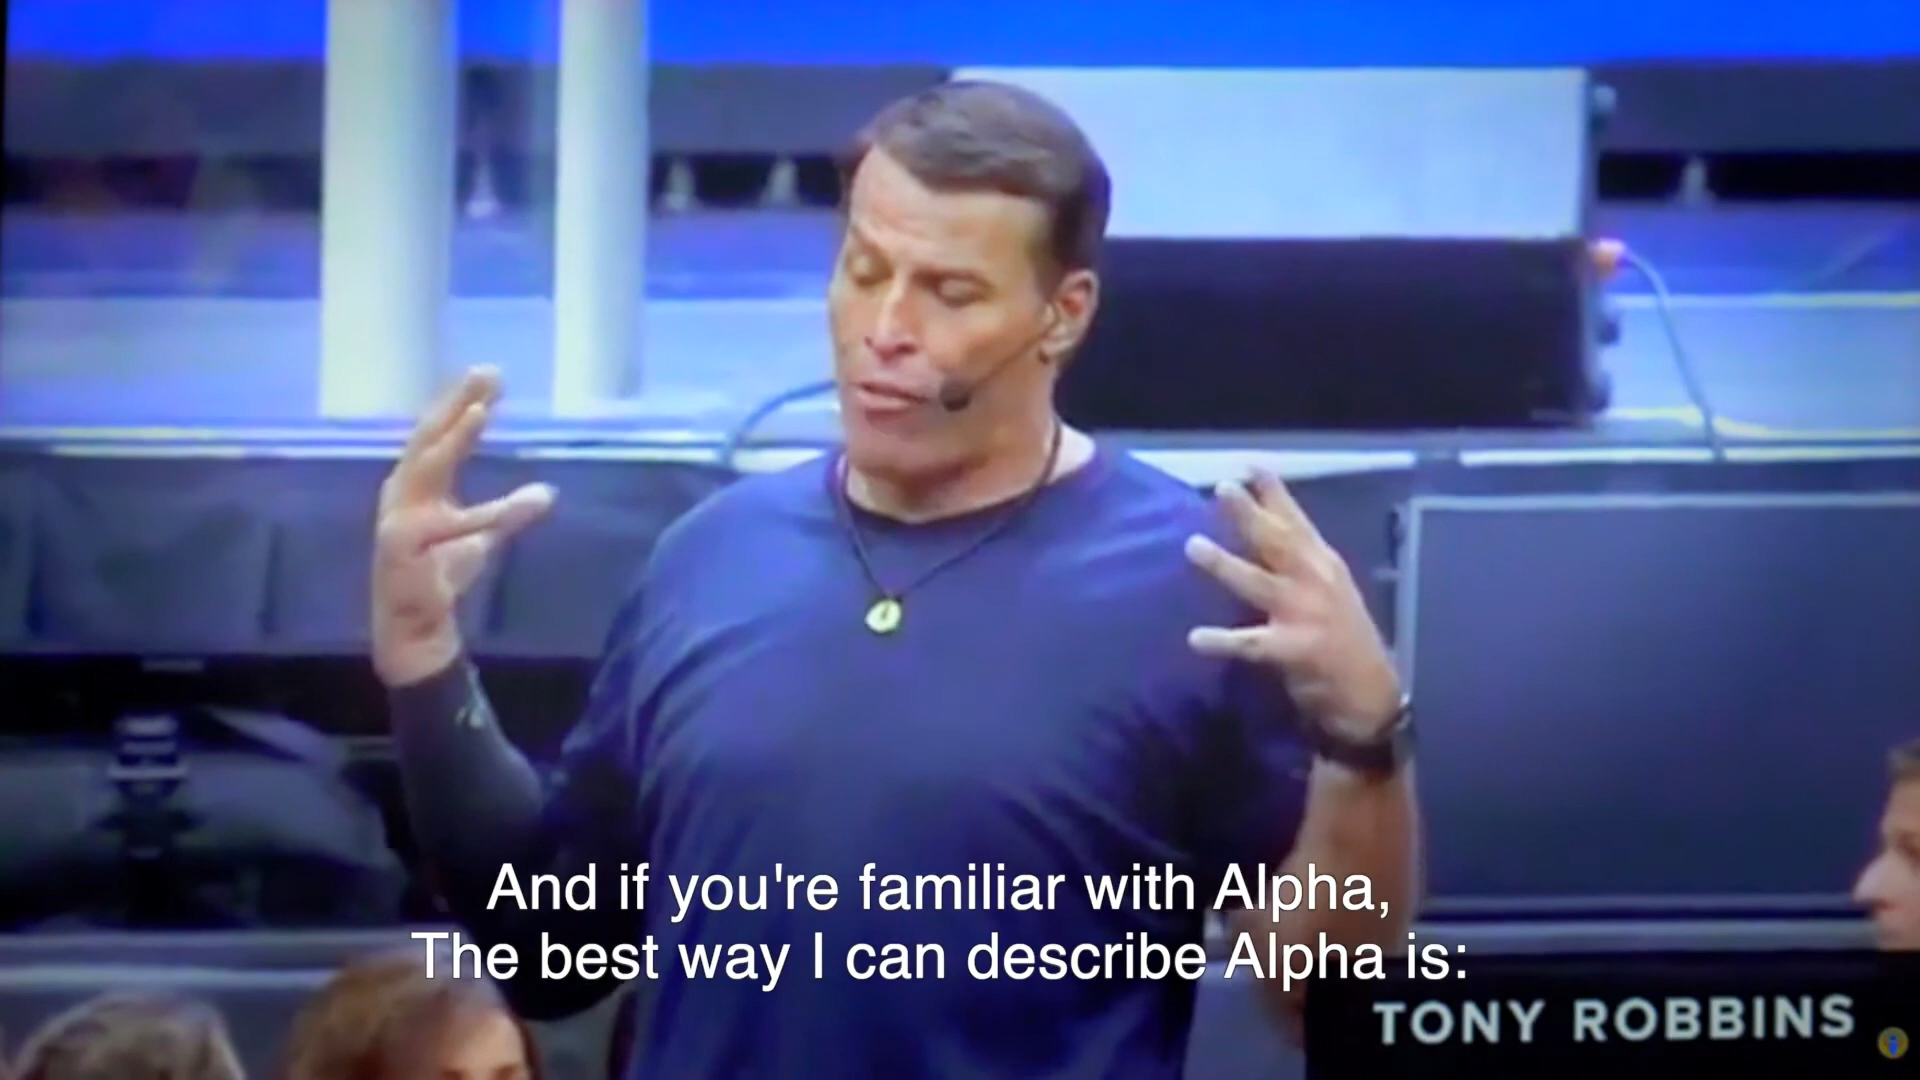 And if you're familiar with Alpha,
The best way I can describe Alpha is:
TONY ROBBINS